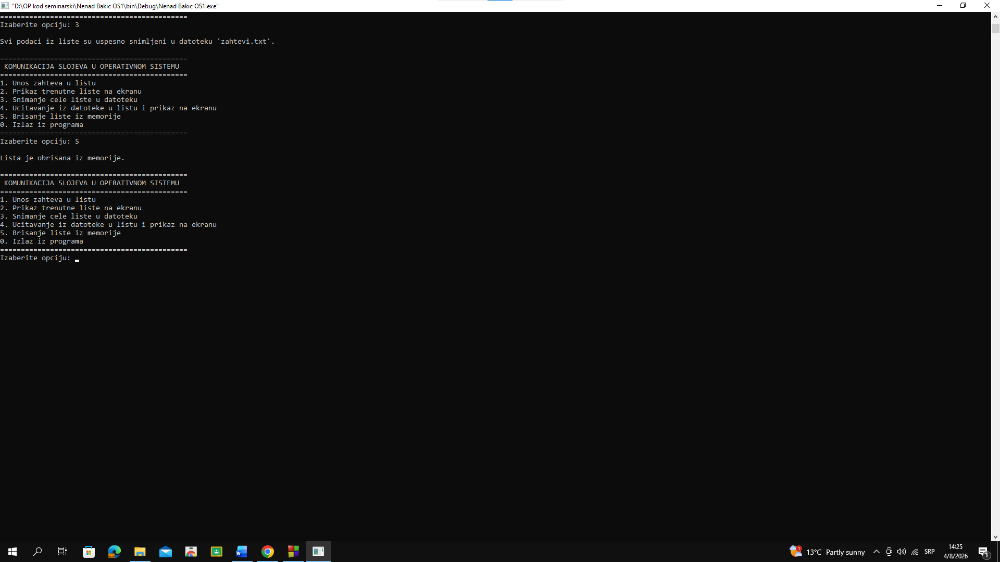 "D:\OP kod seminarski\Nenad Bakic OS1\bin\Debug\Nenad Bakic OS1.exe"
=============================================
Izaberite opciju: 3
Svi podaci iz liste su uspesno snimljeni u datoteku 'zahtevi.txt'.
=============================================
KOMUNIKACIJA SLOJEVA U OPERATIVNOM SISTEMU
=============================================
1. Unos zahteva u listu
2. Prikaz trenutne liste na ekranu
3. Snimanje cele liste u datoteku
4. Ucitavanje iz datoteke u listu i prikaz na ekranu
5. Brisanje liste iz memorije
0. Izlaz iz programa
=============================================
Izaberite opciju: 5
Lista je obrisana iz memorije.
=============================================
KOMUNIKACIJA SLOJEVA U OPERATIVNOM SISTEMU
=============================================
1. Unos zahteva u listu
2. Prikaz trenutne liste na ekranu
3. Snimanje cele liste u datoteku
4. Ucitavanje iz datoteke u listu i prikaz na ekranu
5. Brisanje liste iz memorije
0. Izlaz iz programa
=============================================
Izaberite opciju:
1 13°C Partly sunny SRP 14:25
4/8/2026 1